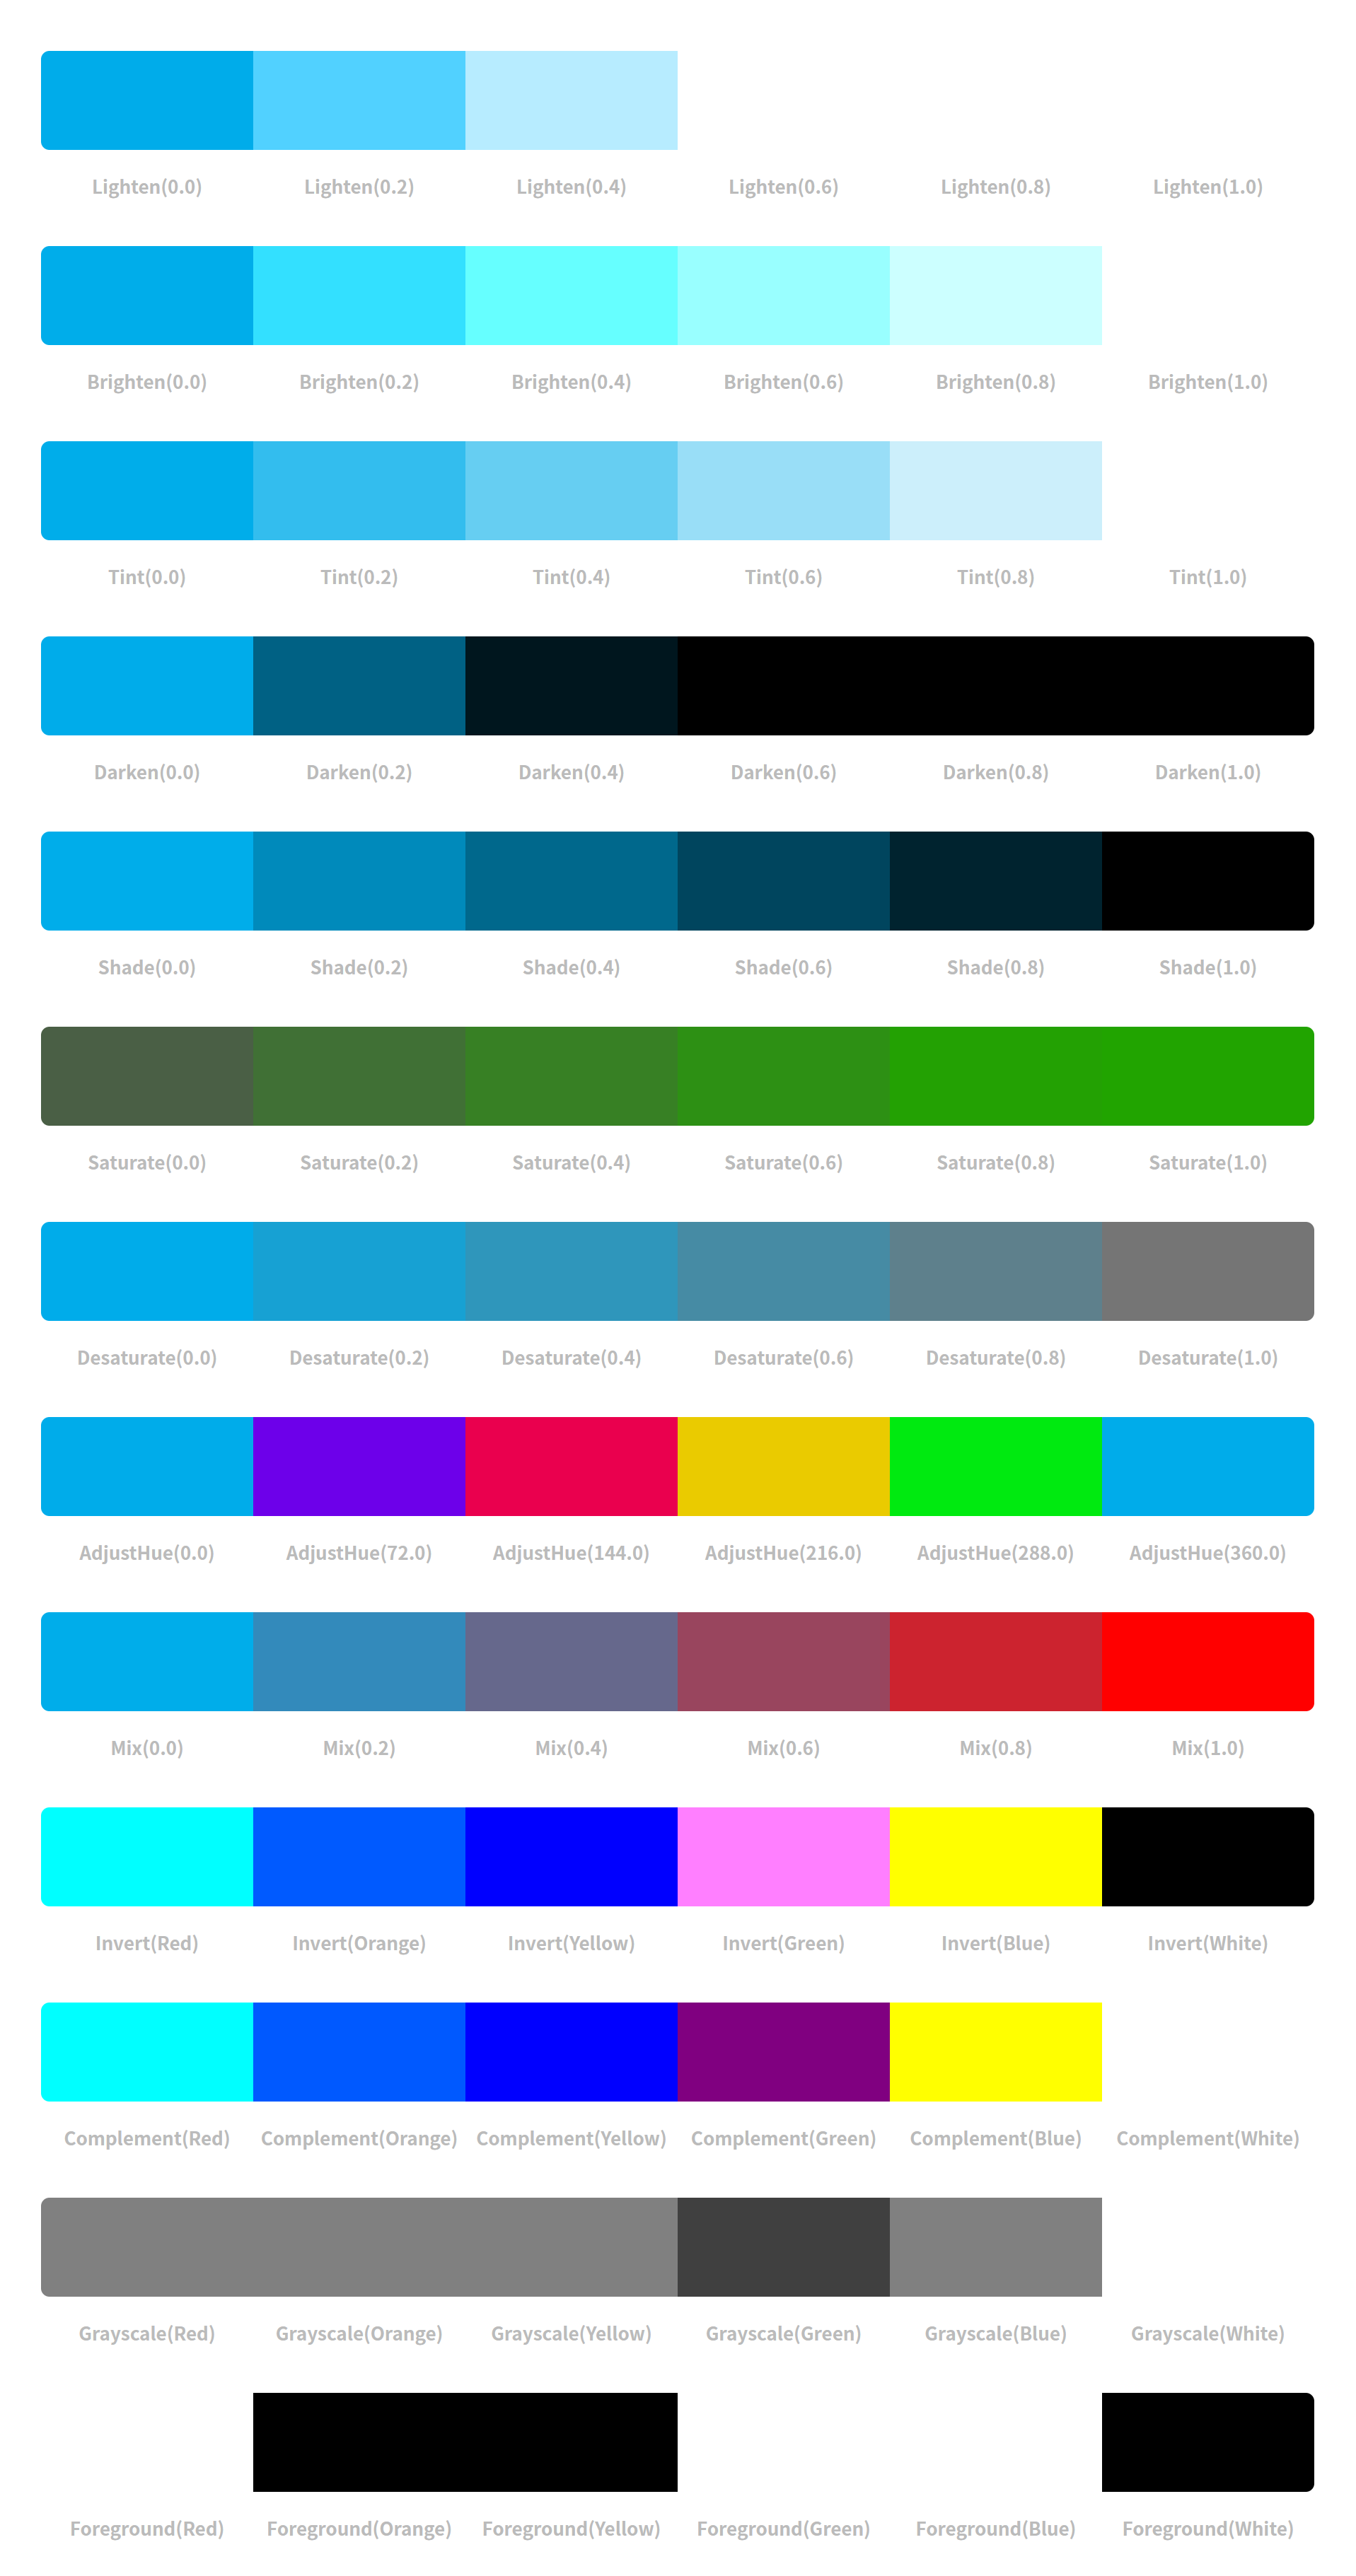 Lighten(0.0) Lighten(0.2) Lighten(0.4) Lighten(0.6) Lighten(0.8) Lighten(1.0)
Brighten(0.0) Brighten(0.2) Brighten(0.4) Brighten(0.6) Brighten(0.8) Brighten(1.0)
Tint(0.0) Tint(0.2) Tint(0.4) Tint(0.6) Tint(0.8) Tint(1.0)
Darken(0.0) Darken(0.2) Darken(0.4) Darken(0.6) Darken(0.8) Darken(1.0)
Shade(0.0) Shade(0.2) Shade(0.4) Shade(0.6) Shade(0.8) Shade(1.0)
Saturate(0.0) Saturate(0.2) Saturate(0.4) Saturate(0.6) Saturate(0.8) Saturate(1.0)
Desaturate(0.0) Desaturate(0.2) Desaturate(0.4) Desaturate(0.6) Desaturate(0.8) Desaturate(1.0)
AdjustHue(0.0) AdjustHue(72.0) AdjustHue(144.0) AdjustHue(216.0) AdjustHue(288.0) AdjustHue(360.0)
Mix(0.0) Mix(0.2) Mix(0.4) Mix(0.6) Mix(0.8) Mix(1.0)
Invert(Red) Invert(Orange) Invert(Yellow) Invert(Green) Invert(Blue) Invert(White)
Complement(Red) Complement(Orange) Complement(Yellow) Complement(Green) Complement(Blue) Complement(White)
Grayscale(Red) Grayscale(Orange) Grayscale(Yellow) Grayscale(Green) Grayscale(Blue) Grayscale(White)
Foreground(Red) Foreground(Orange) Foreground(Yellow) Foreground(Green) Foreground(Blue) Foreground(White)